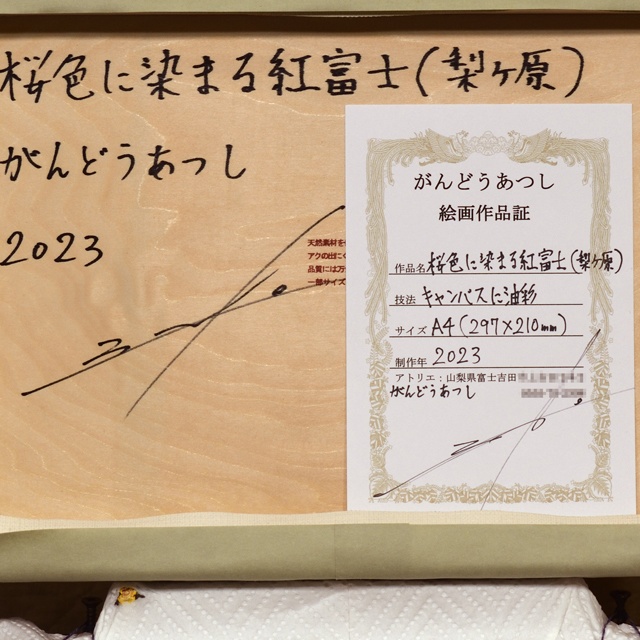 桜色に染まる紅富士(梨ヶ原)
がんどうあつし
2023
天然素材を
アクの出に
品質には万
一部サイズ
がんどうあつし
絵画作品証
作品名 桜色に染まる紅富士(梨ヶ原)
技法 キャンバスに油彩
サイズ A4(297×210mm)
制作年 2023
アトリエ:山梨県富士吉田
がんどうあつし